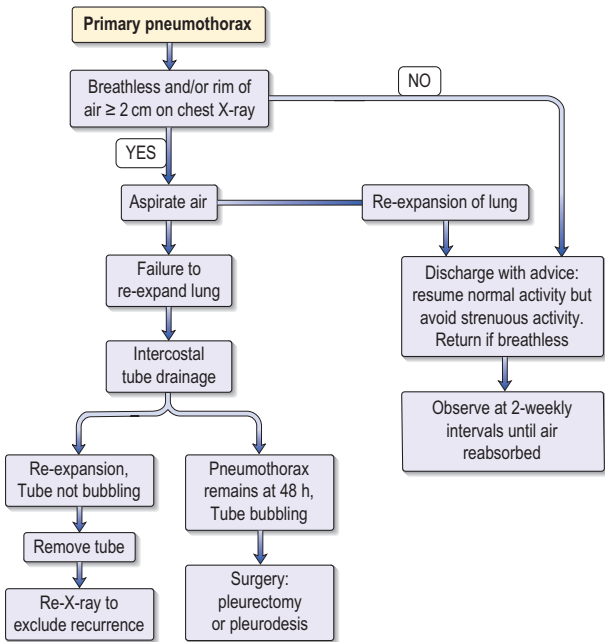 Primary pneumothorax
Breathless and/or rim of
air ≥ 2 cm on chest X-ray
NO
YES
Aspirate air
Re-expansion of lung
Failure to
re-expand lung
Discharge with advice:
resume normal activity but
avoid strenuous activity.
Return if breathless
Intercostal
tube drainage
Observe at 2-weekly
intervals until air
reabsorbed
Re-expansion,
Tube not bubbling
Pneumothorax
remains at 48 h,
Tube bubbling
Remove tube
Re-X-ray to
exclude recurrence
Surgery:
pleurectomy
or pleurodesis